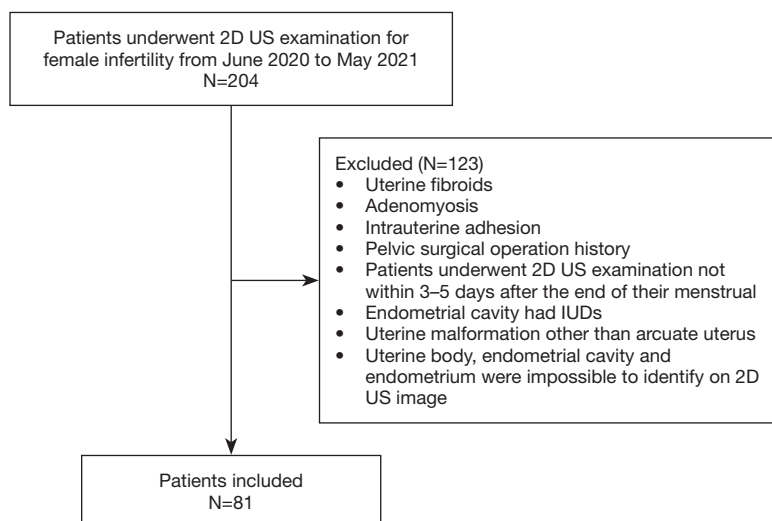 Patients underwent 2D US examination for
female infertility from June 2020 to May 2021
N=204
Excluded (N=123)
• Uterine fibroids
• Adenomyosis
• Intrauterine adhesion
• Pelvic surgical operation history
• Patients underwent 2D US examination not
within 3–5 days after the end of their menstrual
• Endometrial cavity had IUDs
• Uterine malformation other than arcuate uterus
• Uterine body, endometrial cavity and
endometrium were impossible to identify on 2D
US image
Patients included
N=81